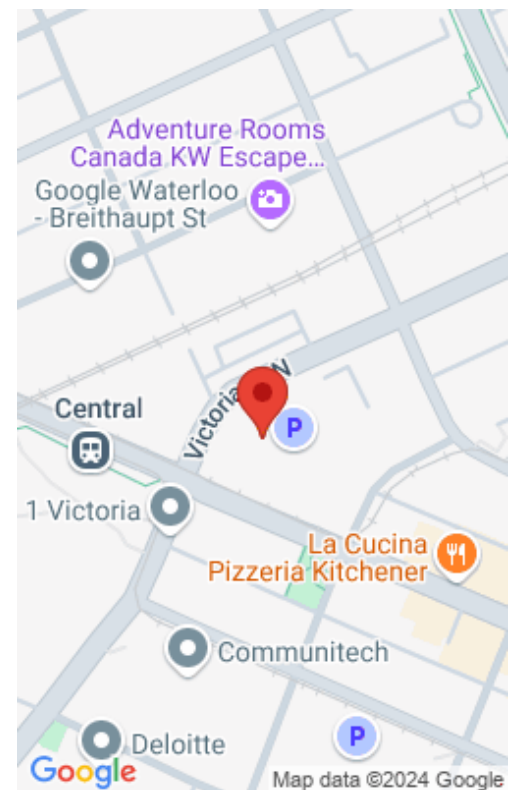 Adventure Rooms
Canada KW Escape...
Google Waterloo
- Breithaupt St
Central
1 Victoria
P
La Cucina
Pizzeria Kitchener
Communitech
Deloitte
P
Google
Map data ©2024 Google